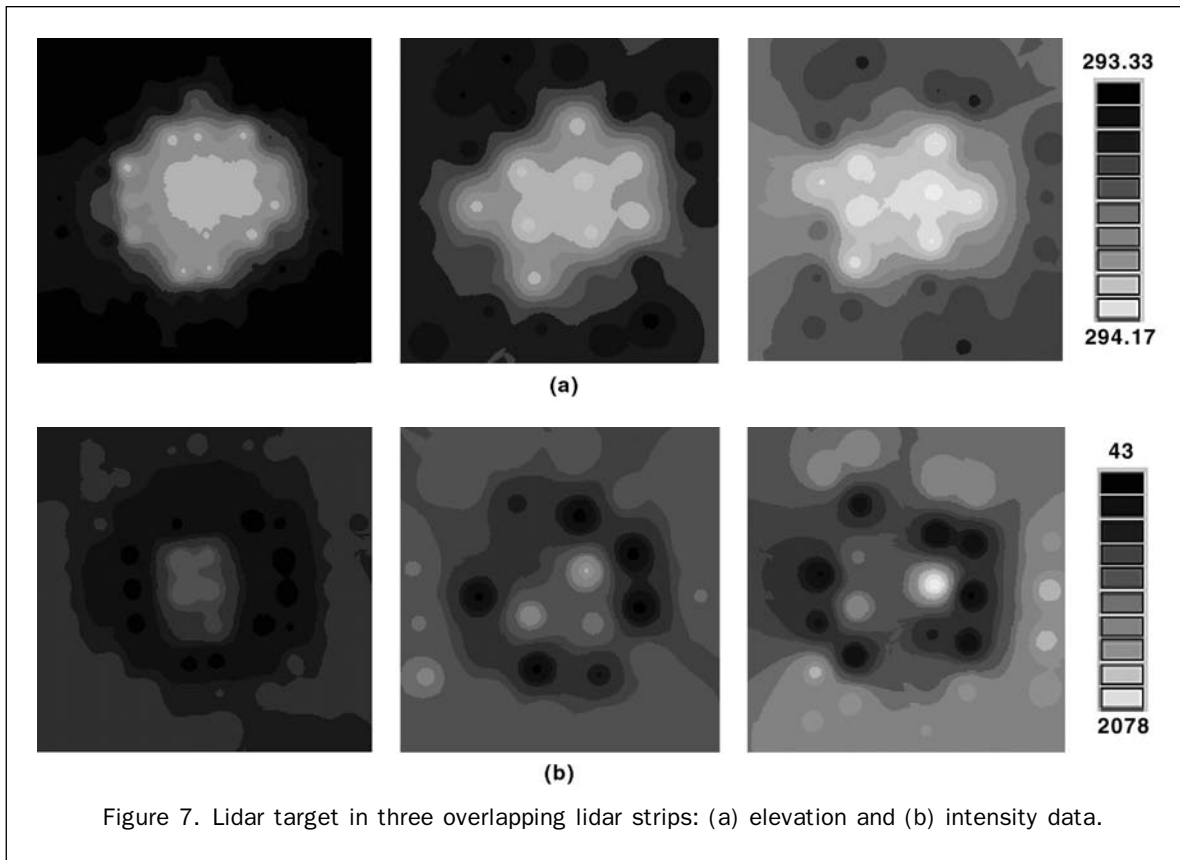 293.33
294.17
(a)
43
2078
(b)
Figure 7. Lidar target in three overlapping lidar strips: (a) elevation and (b) intensity data.